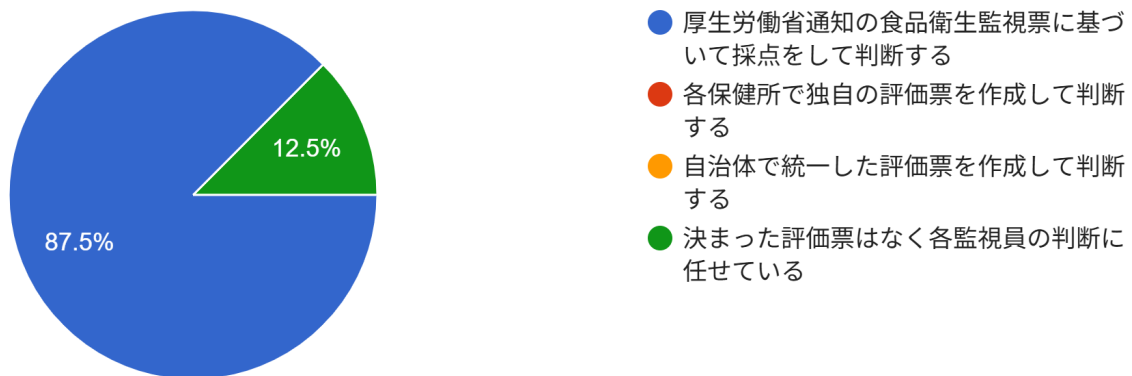 厚生労働省通知の食品衛生監視票に基づ
いて採点をして判断する
各保健所で独自の評価票を作成して判断
する
自治体で統一した評価票を作成して判断
する
決まった評価票はなく各監視員の判断に
任せている
12.5%
87.5%